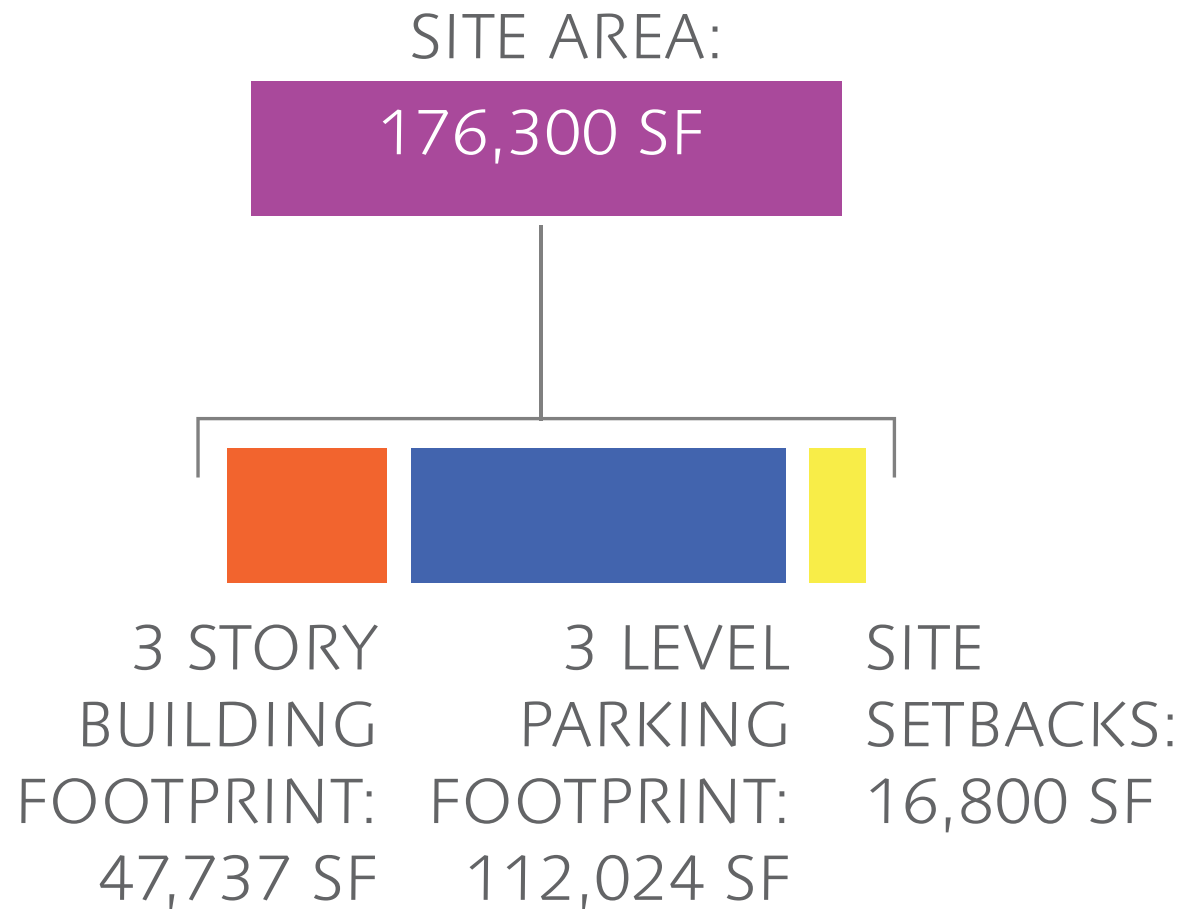 SITE AREA:
176,300 SF
3 STORY
BUILDING
FOOTPRINT:
47,737 SF
3 LEVEL
PARKING
FOOTPRINT:
112,024 SF
SITE
SETBACKS:
16,800 SF